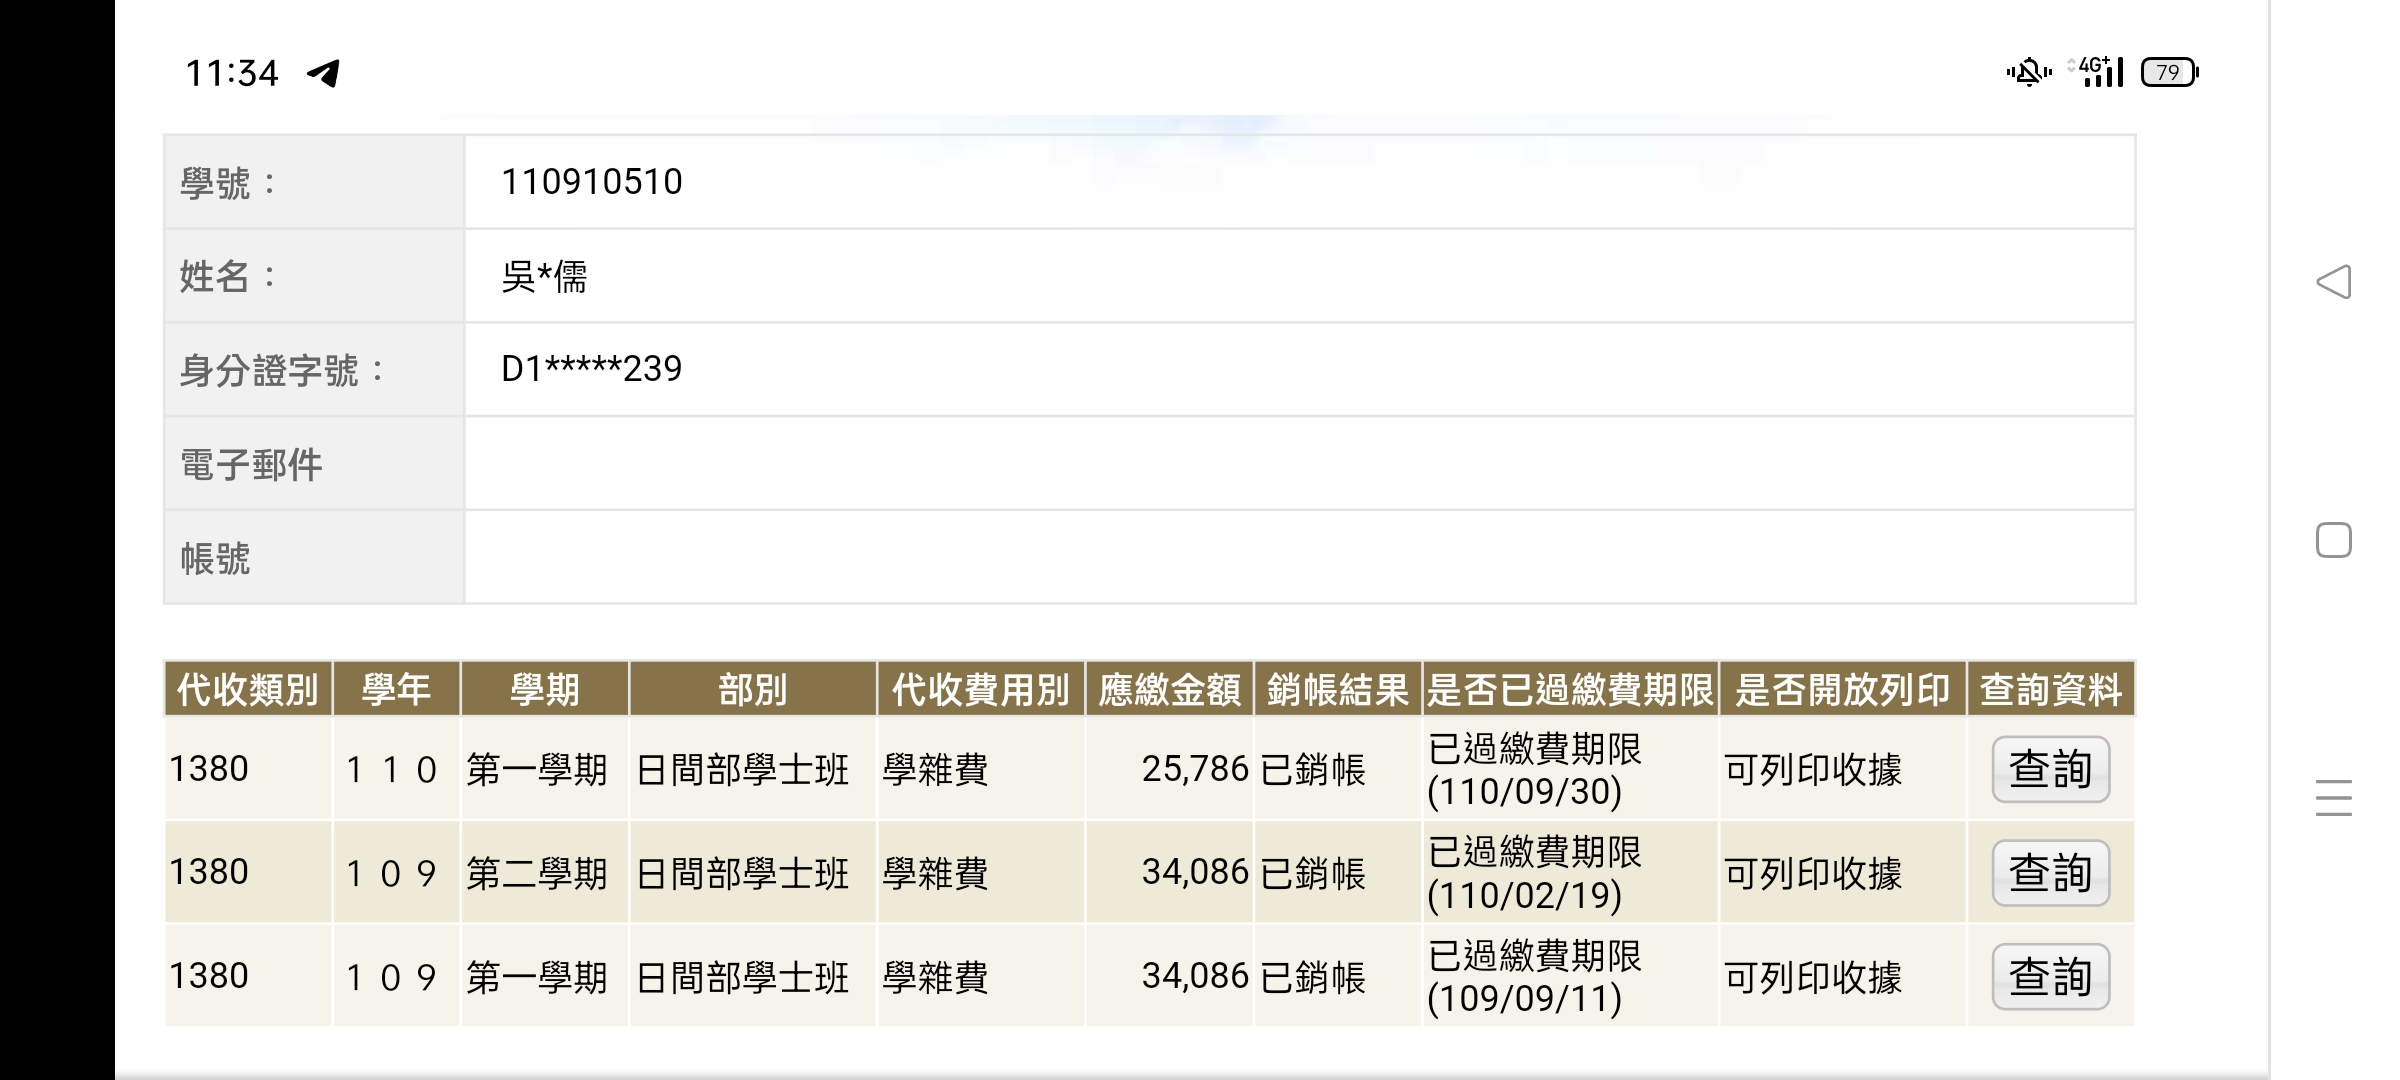 11:34
4G+
79
學號： 110910510
姓名： 吳*儒
身分證字號： D1*****239
電子郵件
帳號
代收類別 學年 學期 部別 代收費用別 應繳金額 銷帳結果 是否已過繳費期限 是否開放列印 查詢資料
1380 １１０ 第一學期 日間部學士班 學雜費 25,786 已銷帳 已過繳費期限 (110/09/30) 可列印收據 查詢
1380 １０９ 第二學期 日間部學士班 學雜費 34,086 已銷帳 已過繳費期限 (110/02/19) 可列印收據 查詢
1380 １０９ 第一學期 日間部學士班 學雜費 34,086 已銷帳 已過繳費期限 (109/09/11) 可列印收據 查詢